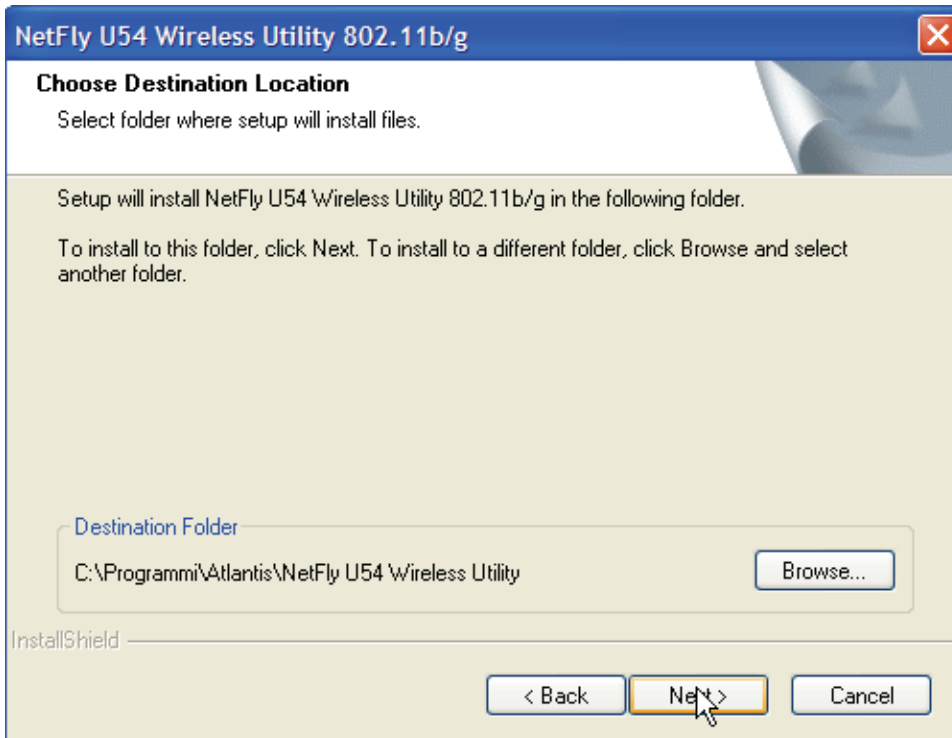 NetFly U54 Wireless Utility 802.11b/g
Choose Destination Location
Select folder where setup will install files.
Setup will install NetFly U54 Wireless Utility 802.11b/g in the following folder.
To install to this folder, click Next. To install to a different folder, click Browse and select
another folder.
Destination Folder
C:\Programmi\Atlantis\NetFly U54 Wireless Utility
Browse...
InstallShield
< Back
Next >
Cancel